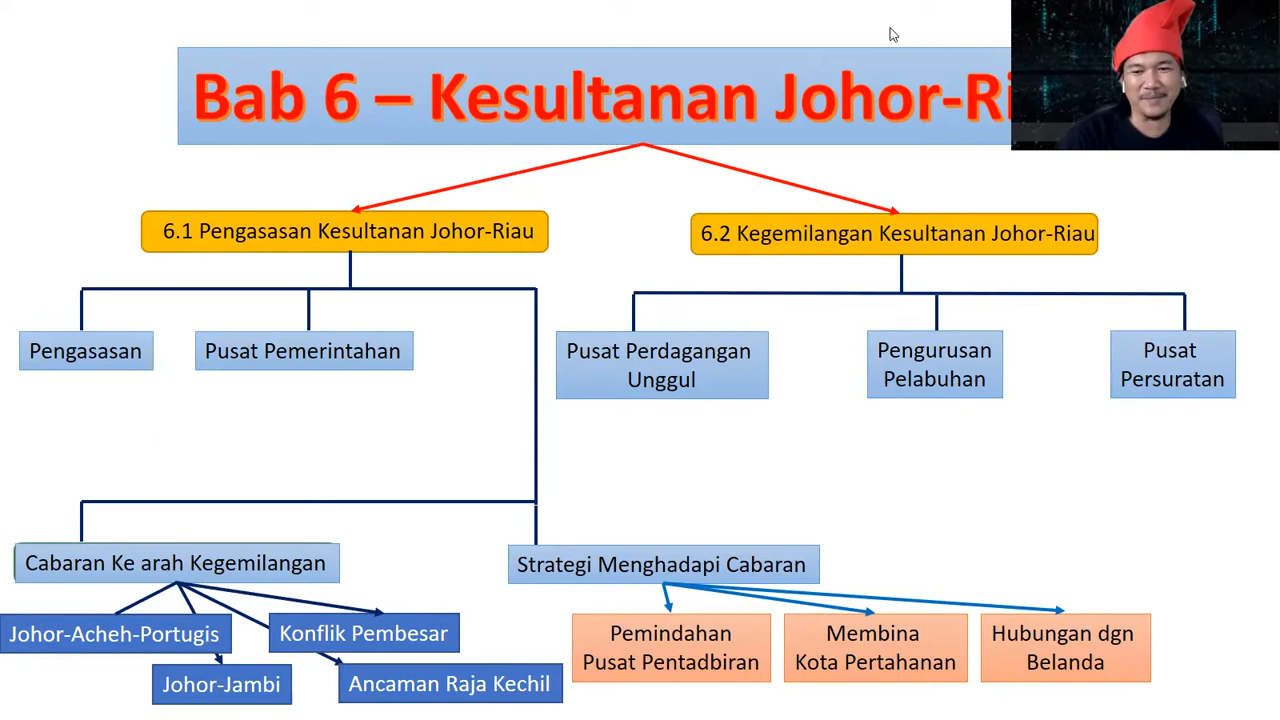 Bab 6 – Kesultanan Johor-Ri
6.1 Pengasasan Kesultanan Johor-Riau
6.2 Kegemilangan Kesultanan Johor-Riau
Pengasasan
Pusat Pemerintahan
Pusat Perdagangan
Unggul
Pengurusan
Pelabuhan
Pusat
Persuratan
Cabaran Ke arah Kegemilangan
Strategi Menghadapi Cabaran
Johor-Acheh-Portugis
Konflik Pembesar
Johor-Jambi
Ancaman Raja Kechil
Pemindahan
Pusat Pentadbiran
Membina
Kota Pertahanan
Hubungan dgn
Belanda